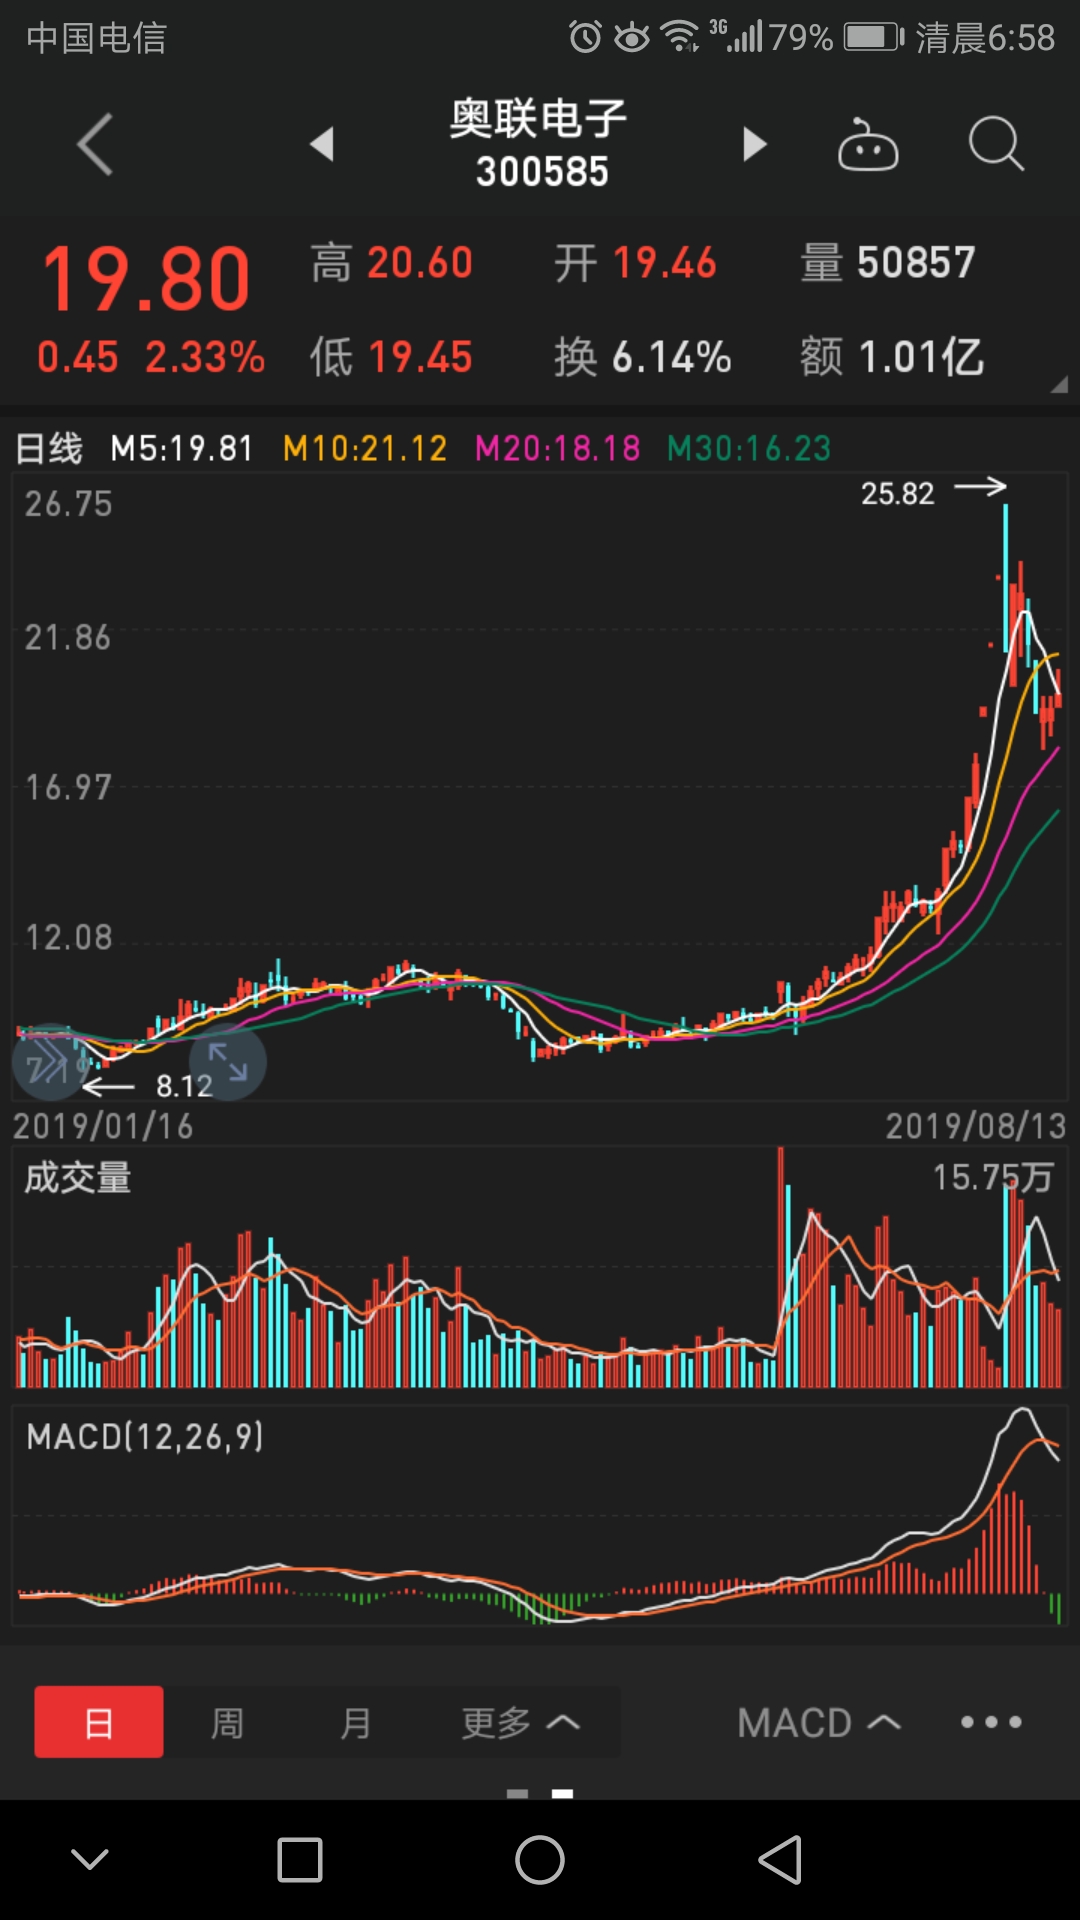 中国电信 3G 79% 清晨6:58
奥联电子
300585
19.80 高 20.60 开 19.46 量 50857
0.45 2.33% 低 19.45 换 6.14% 额 1.01亿
日线 M5:19.81 M10:21.12 M20:18.18 M30:16.23
26.75
25.82
21.86
16.97
12.08
7.19
8.12
2019/01/16 2019/08/13
成交量 15.75万
MACD(12,26,9)
日 周 月 更多 MACD